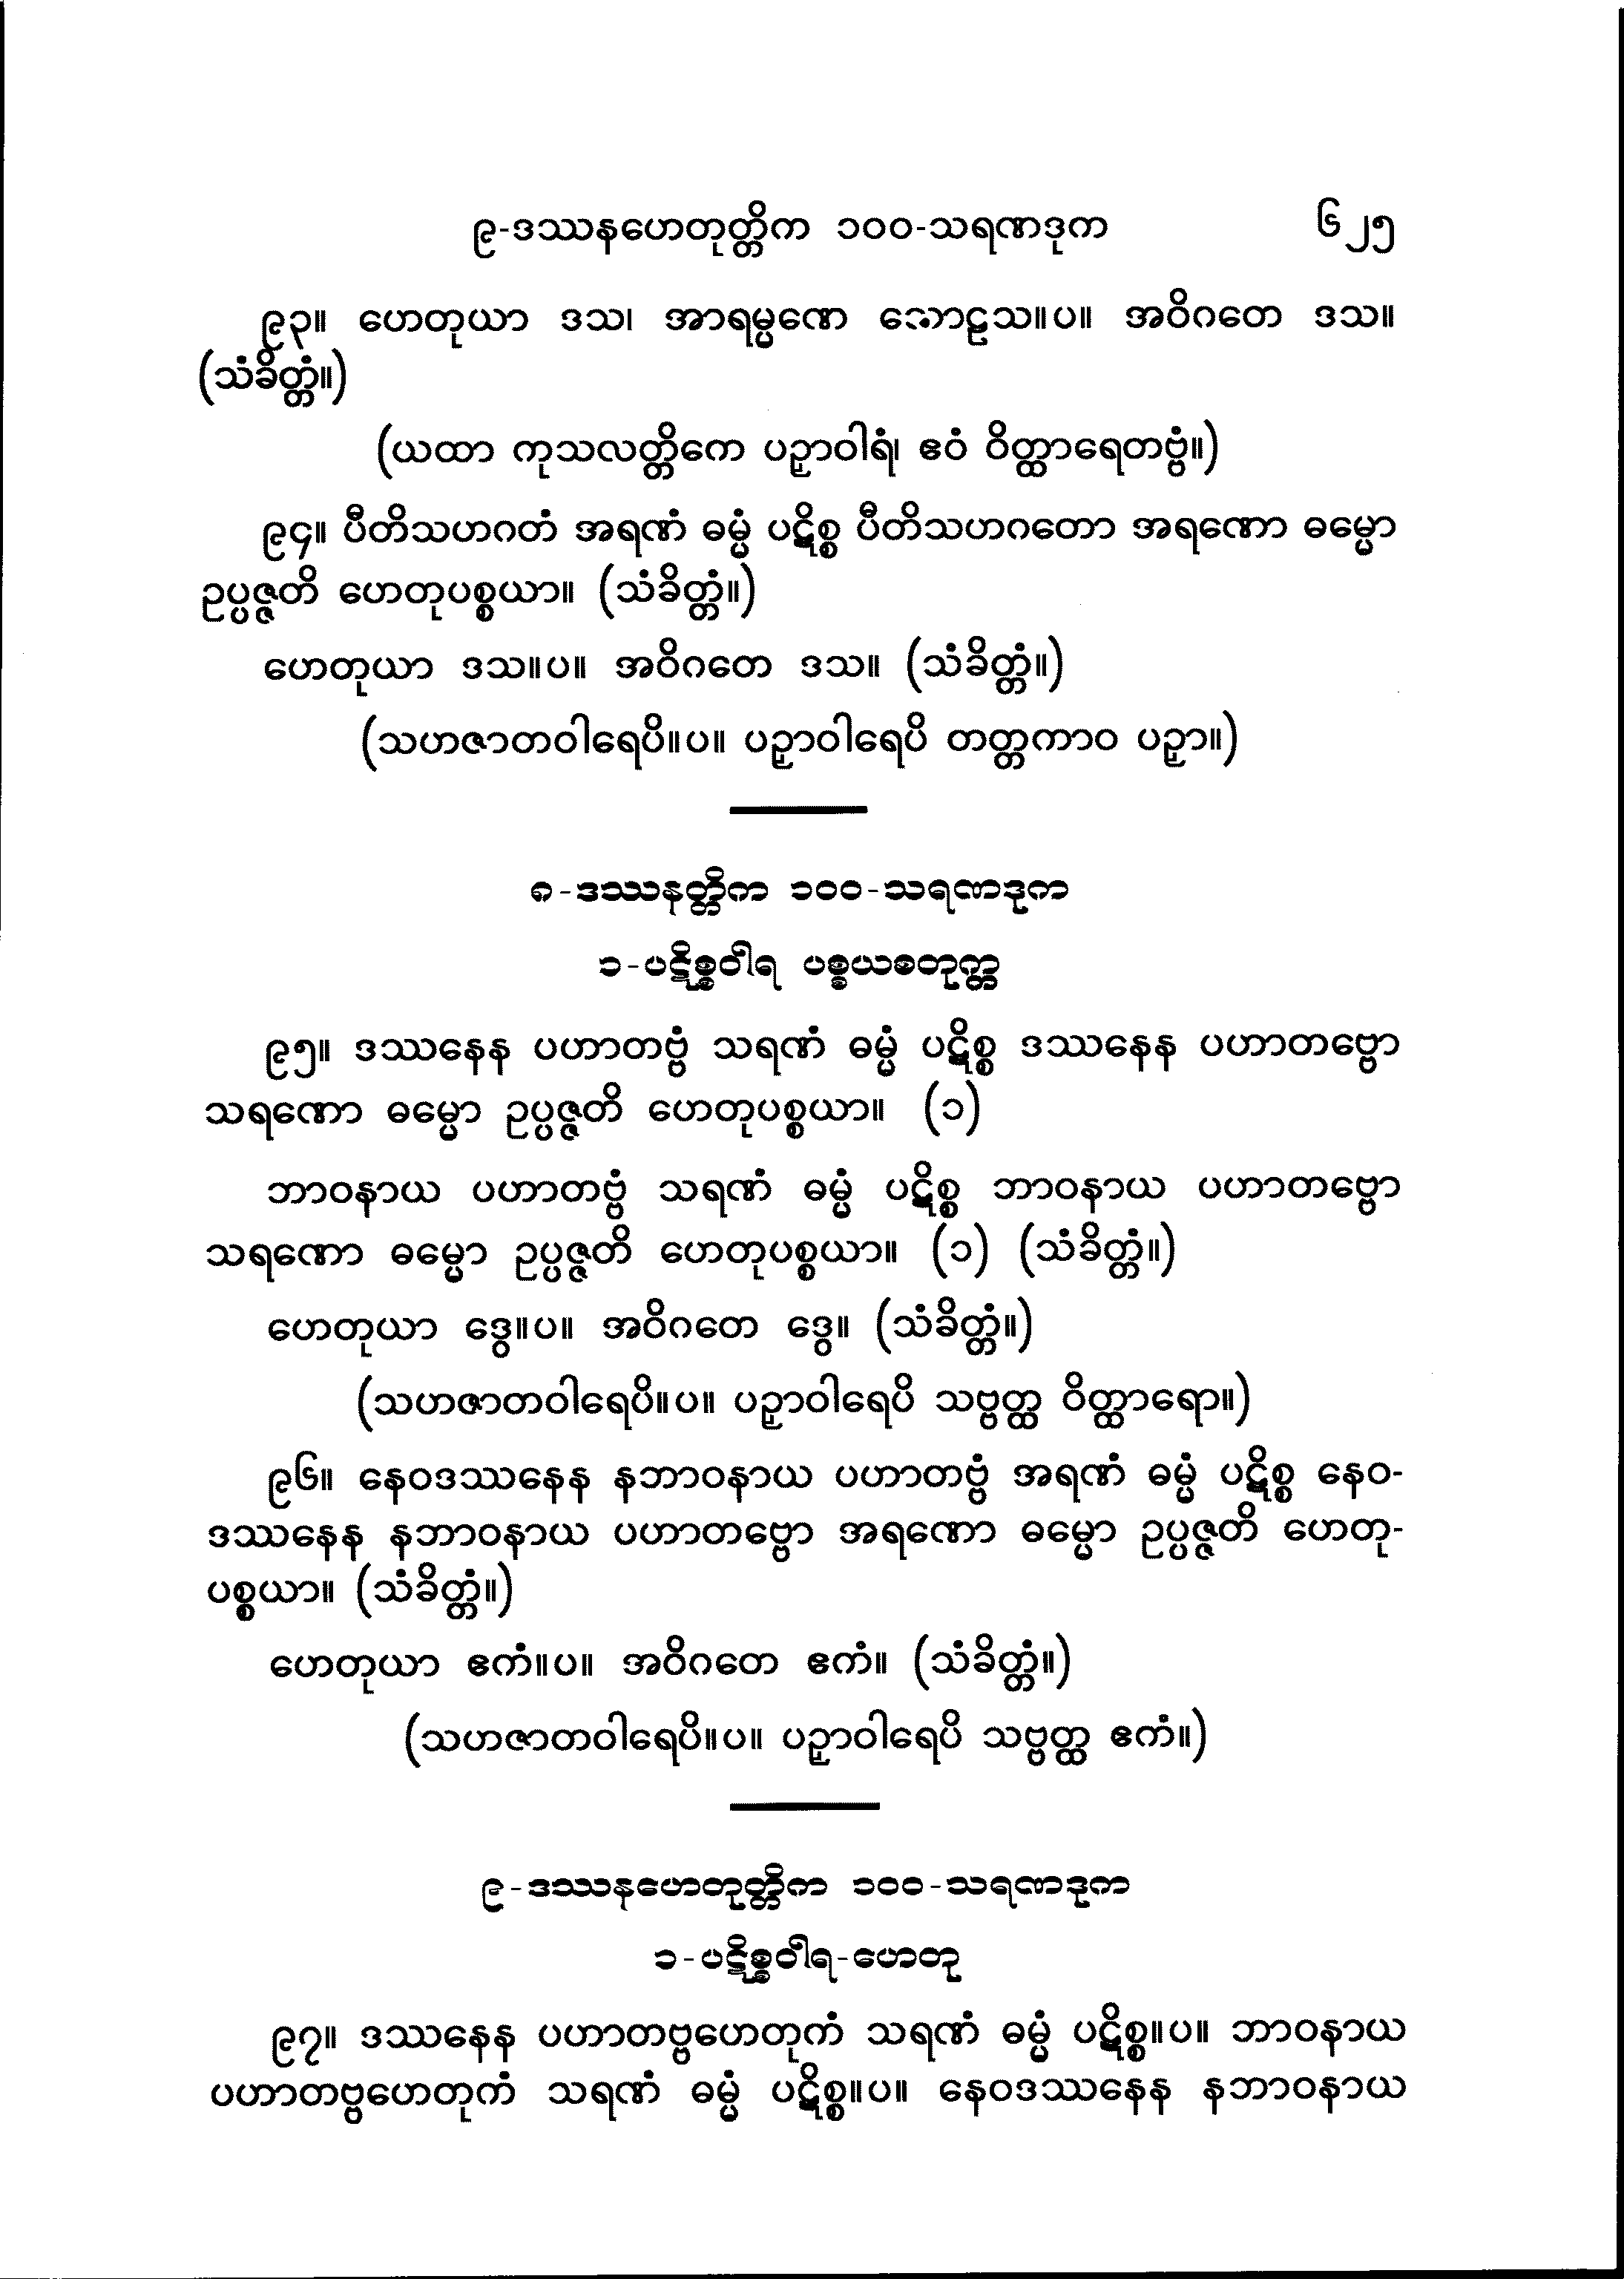 ၉-ဒဿနဟေတုတ္တိက ၁၀၀-သရဏဒုက ၆၂၅
၉၃။ ဟေတုယာ ဒသ၊ အာရမ္မဏေ သောဠသ။ပ။ အဝိဂတေ ဒသ။
(သံခိတ္တံ။)
(ယထာ ကုသလတ္တိကေ ပဉှာဝါရံ၊ ဧဝံ ဝိတ္ထာရေတဗ္ဗံ။)
၉၄။ ပီတိသဟဂတံ အရဏံ ဓမ္မံ ပဋိစ္စ ပီတိသဟဂတော အရဏော ဓမ္မော
ဥပ္ပဇ္ဇတိ ဟေတုပစ္စယာ။ (သံခိတ္တံ။)
ဟေတုယာ ဒသ။ပ။ အဝိဂတေ ဒသ။ (သံခိတ္တံ။)
(သဟဇာတဝါရေပိ။ပ။ ပဉှာဝါရေပိ တတ္တကာဝ ပဉှာ။)
၈-ဒဿနတ္တိက ၁၀၀-သရဏဒုက
၁-ပဋိစ္စဝါရ ပစ္စယစတုက္က
၉၅။ ဒဿနေန ပဟာတဗ္ဗံ သရဏံ ဓမ္မံ ပဋိစ္စ ဒဿနေန ပဟာတဗ္ဗော
သရဏော ဓမ္မော ဥပ္ပဇ္ဇတိ ဟေတုပစ္စယာ။ (၁)
ဘာဝနာယ ပဟာတဗ္ဗံ သရဏံ ဓမ္မံ ပဋိစ္စ ဘာဝနာယ ပဟာတဗ္ဗော
သရဏော ဓမ္မော ဥပ္ပဇ္ဇတိ ဟေတုပစ္စယာ။ (၁) (သံခိတ္တံ။)
ဟေတုယာ ဒွေ။ပ။ အဝိဂတေ ဒွေ။ (သံခိတ္တံ။)
(သဟဇာတဝါရေပိ။ပ။ ပဉှာဝါရေပိ သဗ္ဗတ္ထ ဝိတ္ထာရော။)
၉၆။ နေဝဒဿနေန နဘာဝနာယ ပဟာတဗ္ဗံ အရဏံ ဓမ္မံ ပဋိစ္စ နေဝ-
ဒဿနေန နဘာဝနာယ ပဟာတဗ္ဗော အရဏော ဓမ္မော ဥပ္ပဇ္ဇတိ ဟေတု-
ပစ္စယာ။ (သံခိတ္တံ။)
ဟေတုယာ ဧကံ။ပ။ အဝိဂတေ ဧကံ။ (သံခိတ္တံ။)
(သဟဇာတဝါရေပိ။ပ။ ပဉှာဝါရေပိ သဗ္ဗတ္ထ ဧကံ။)
၉-ဒဿနဟေတုတ္တိက ၁၀၀-သရဏဒုက
၁-ပဋိစ္စဝါရ-ဟေတု
၉၇။ ဒဿနေန ပဟာတဗ္ဗဟေတုကံ သရဏံ ဓမ္မံ ပဋိစ္စ။ပ။ ဘာဝနာယ
ပဟာတဗ္ဗဟေတုကံ သရဏံ ဓမ္မံ ပဋိစ္စ။ပ။ နေဝဒဿနေန နဘာဝနာယ